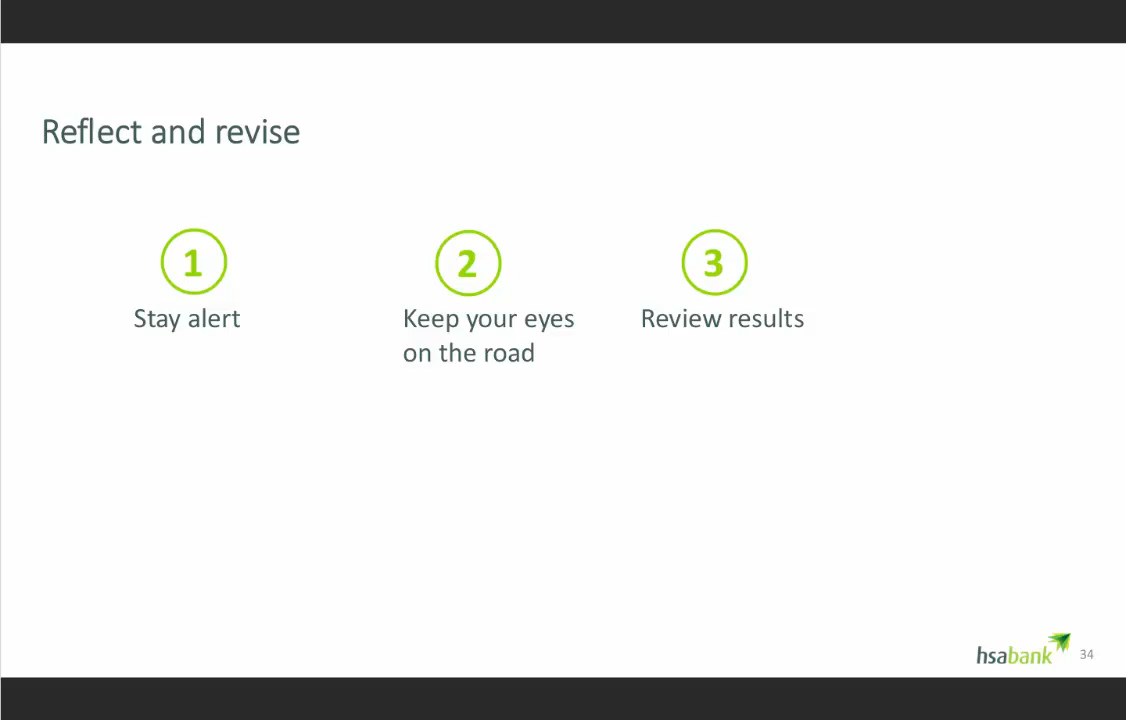 Reflect and revise
1
2
3
Stay alert
Keep your eyes
on the road
Review results
hsabank
34